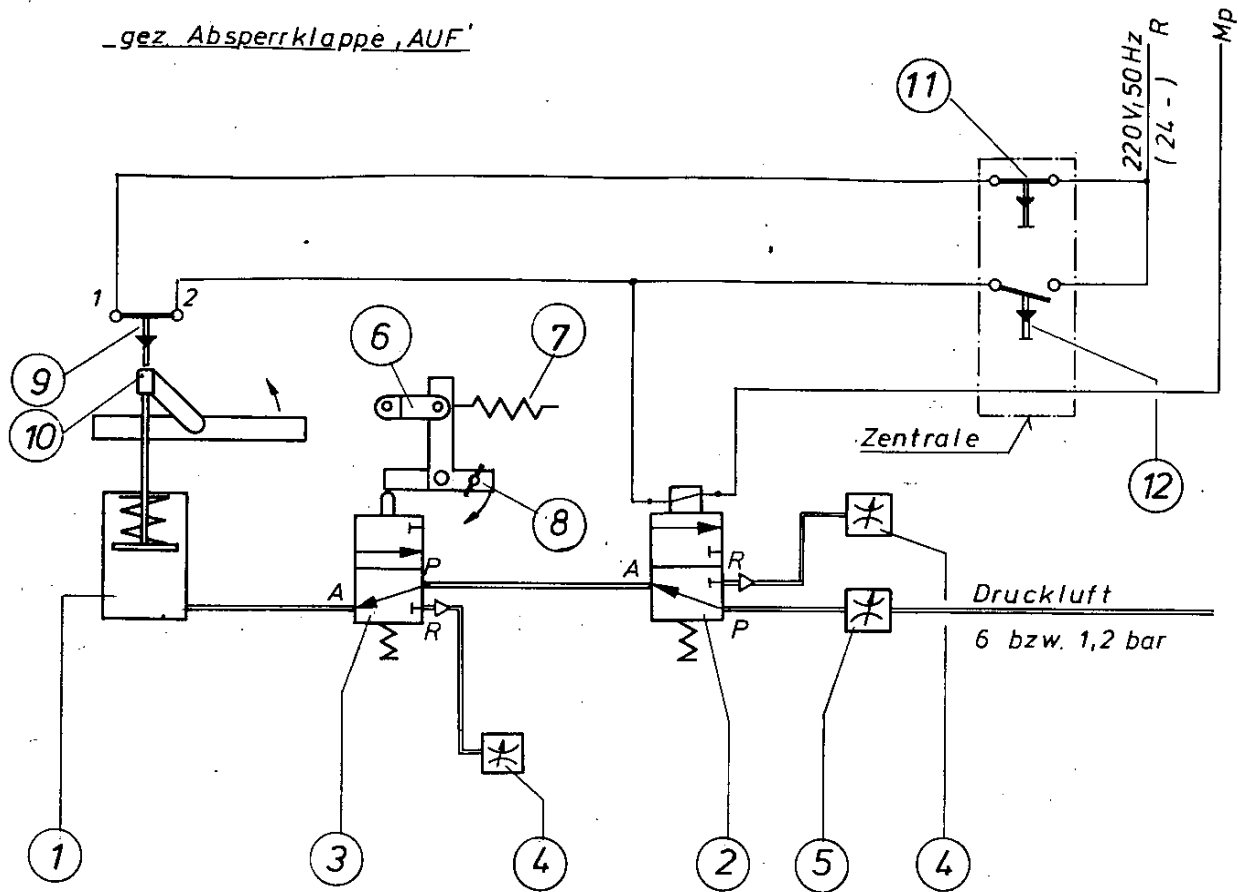 gez. Absperrklappe ‚AUF'
11
220V,50Hz R
(24-)
Mp
1 2
9
6
7
10
Zentrale
12
8
4
A
P
R
A
R
P
Druckluft
6 bzw. 1,2 bar
1
3
4
2
5
4